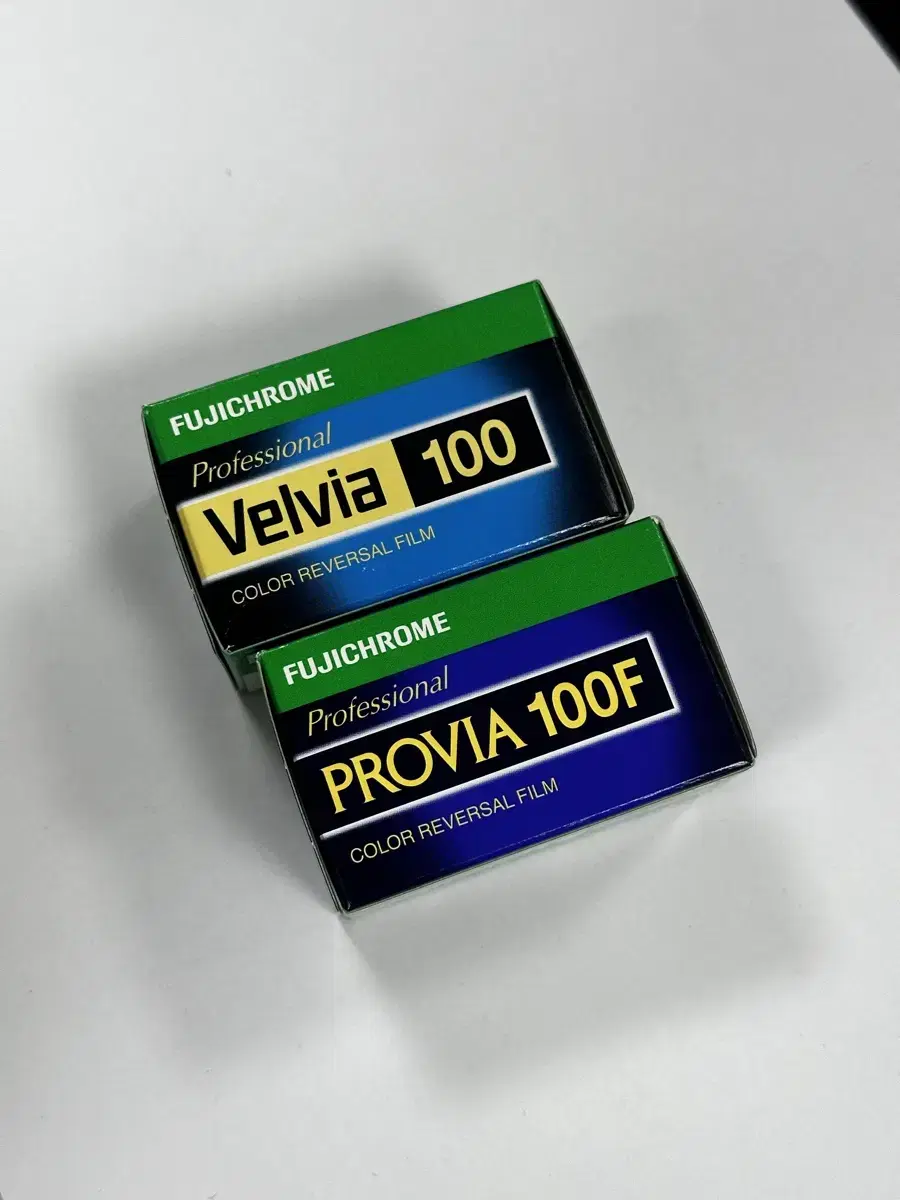 FUJICHROME
Professional
Velvia 100
COLOR REVERSAL FILM
FUJICHROME
Professional
PROVIA 100F
COLOR REVERSAL FILM